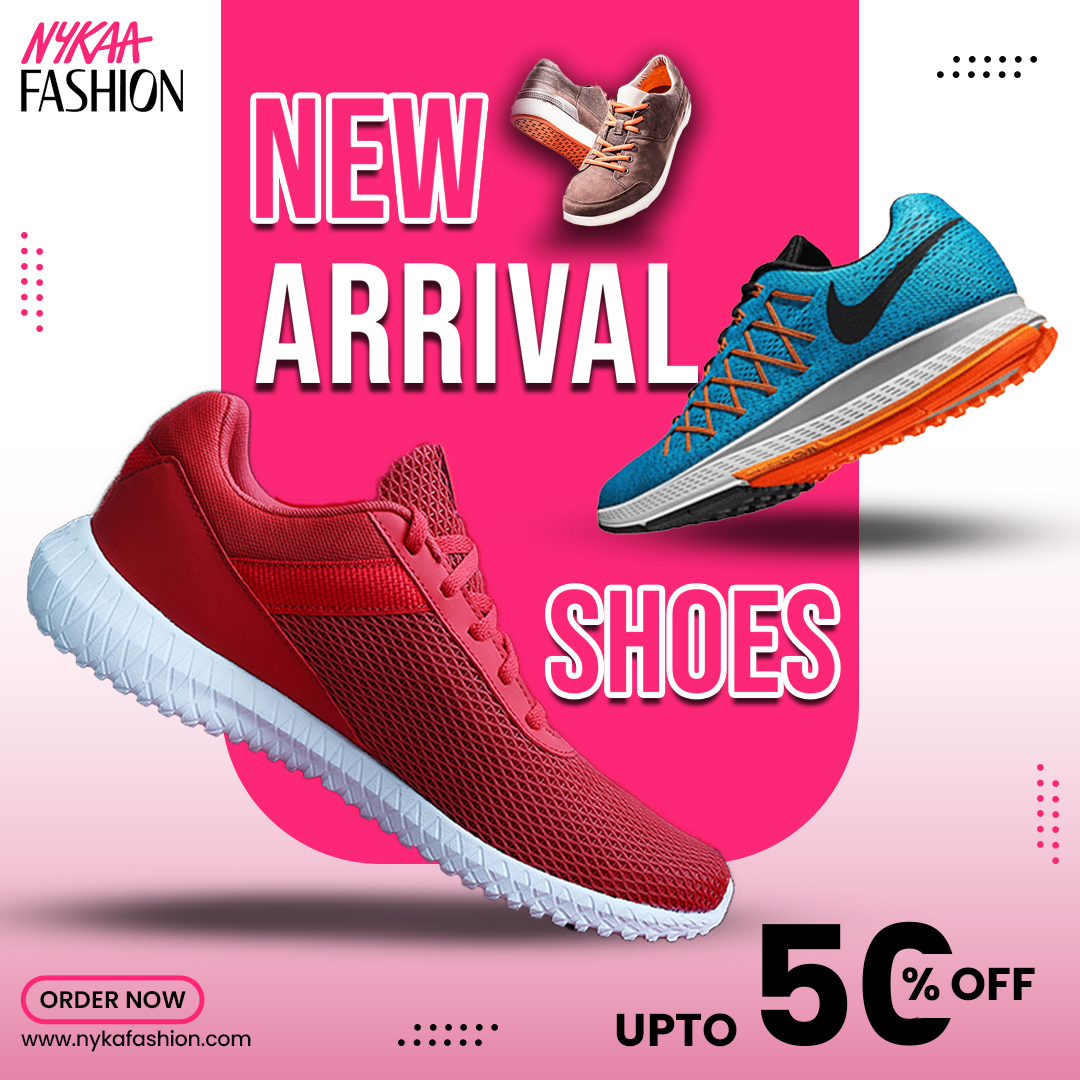 NYKAA
FASHION
NEW
ARRIVAL
SHOES
ORDER NOW
www.nykafashion.com
UPTO 50% OFF